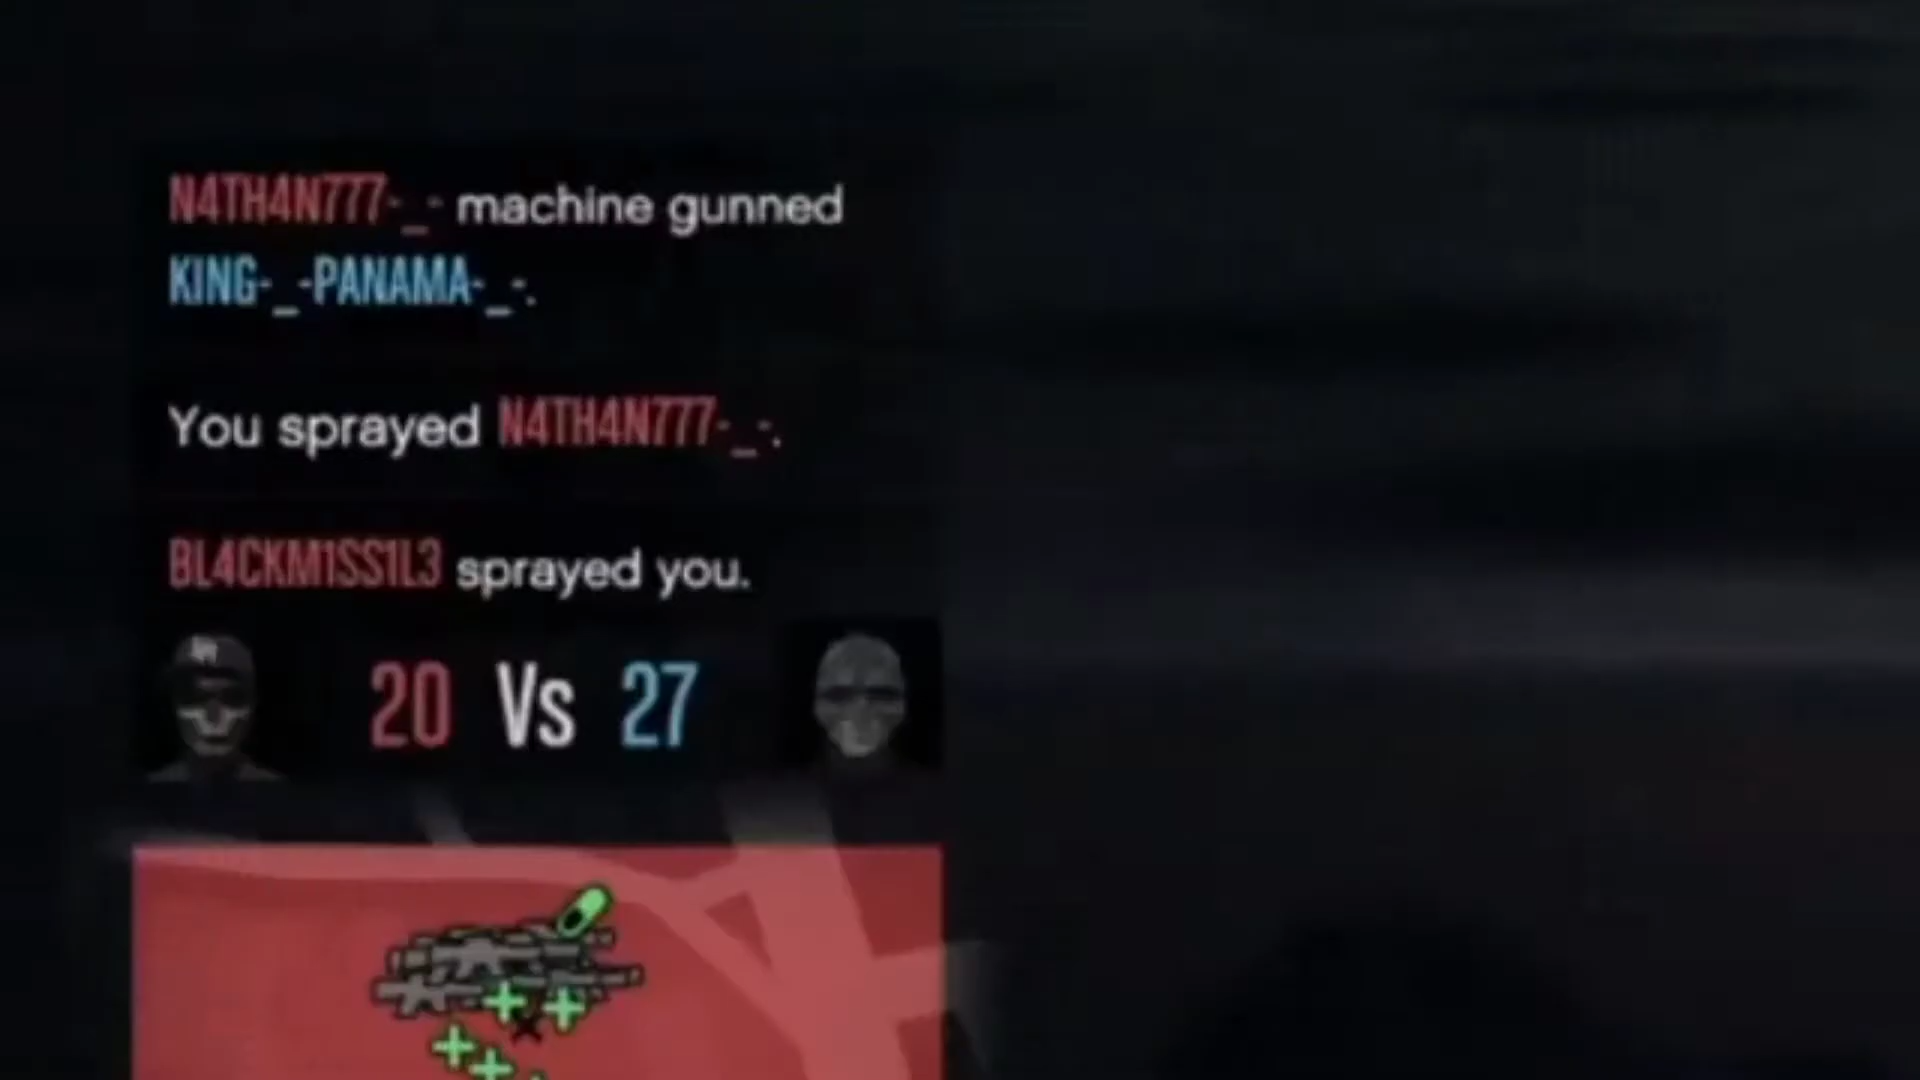 N4TH4N777-_- machine gunned
KING-_-PANAMA-_-.
You sprayed N4TH4N777-_-.
BL4CKM1SS1L3 sprayed you.
20 Vs 27